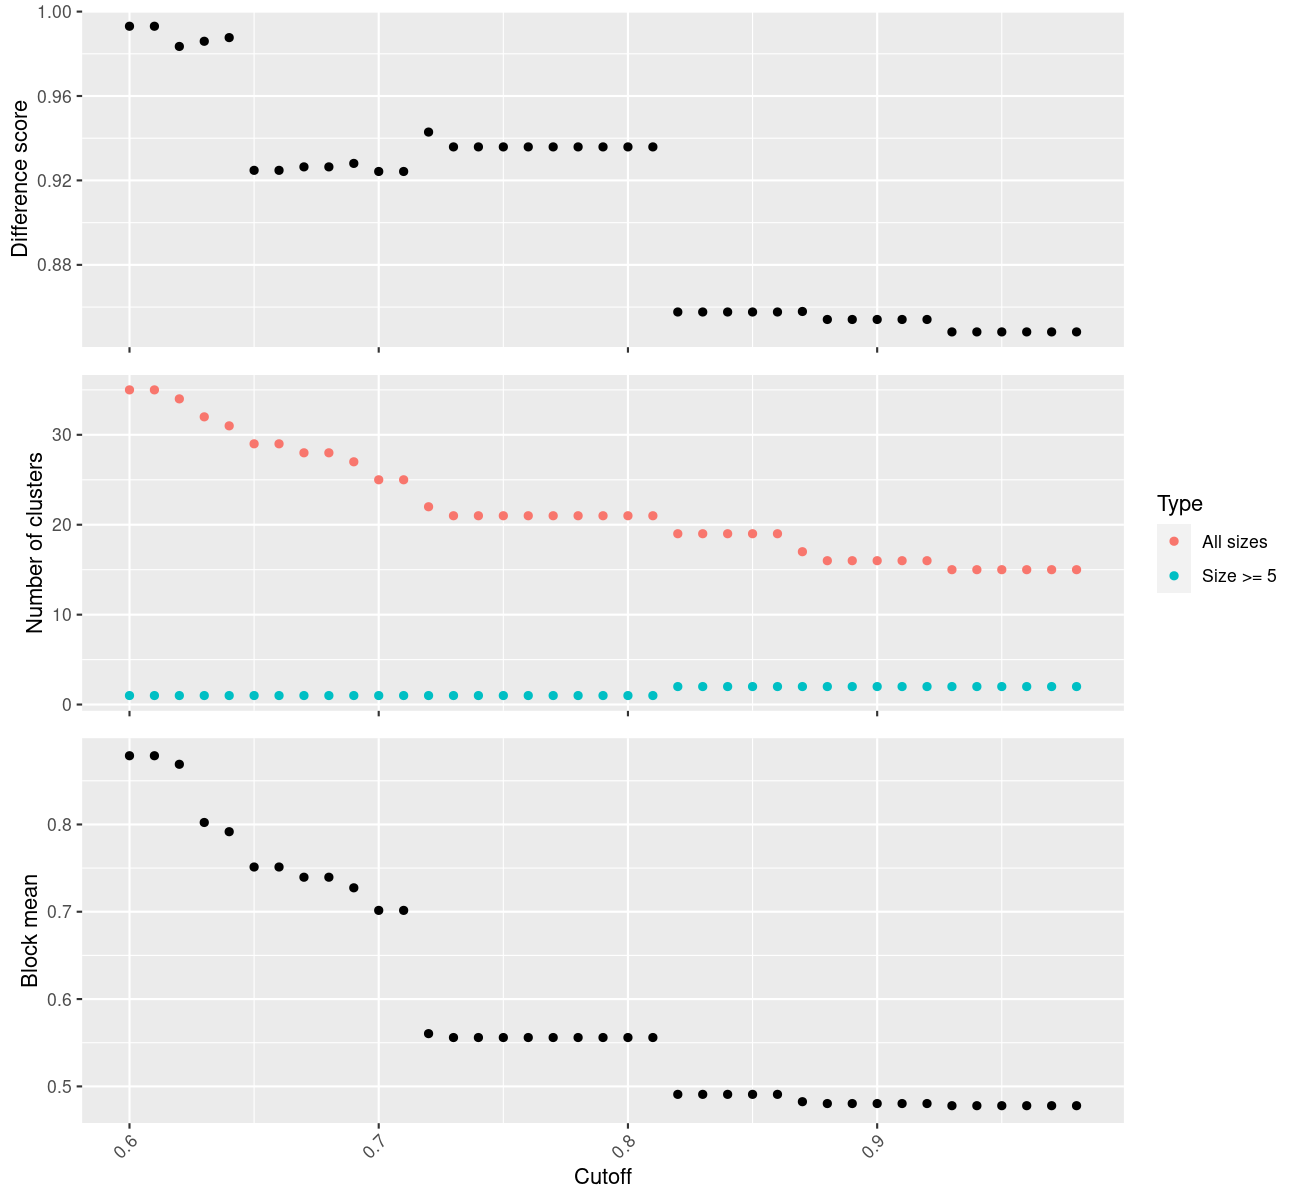 1.00
0.96
0.92
0.88
Difference score
30
20
10
0
Number of clusters
Type
All sizes
Size >= 5
0.8
0.7
0.6
0.5
Block mean
0.6
0.7
0.8
0.9
Cutoff